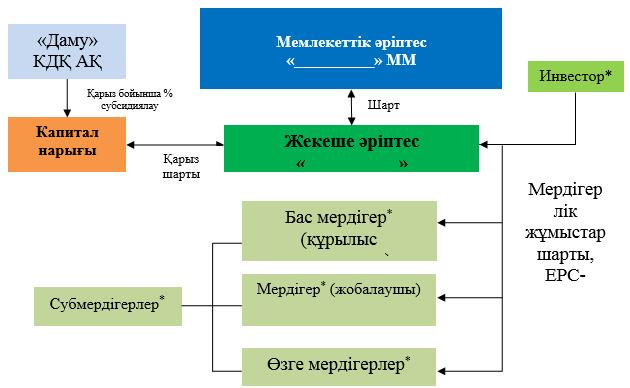 «Даму»
КДҚ АҚ
Мемлекеттік әріптес
«__________» ММ
Инвестор*
Қарыз бойынша %
субсидиялау
Шарт
Капитал
нарығы
Қарыз
шарты
Жекеше әріптес
« »
Мердігер
лік
жұмыстар
шарты,
EPC-
Бас мердігер*
(құрылыс
Субмердігерлер*
Мердігер* (жобалаушы)
Өзге мердігерлер*